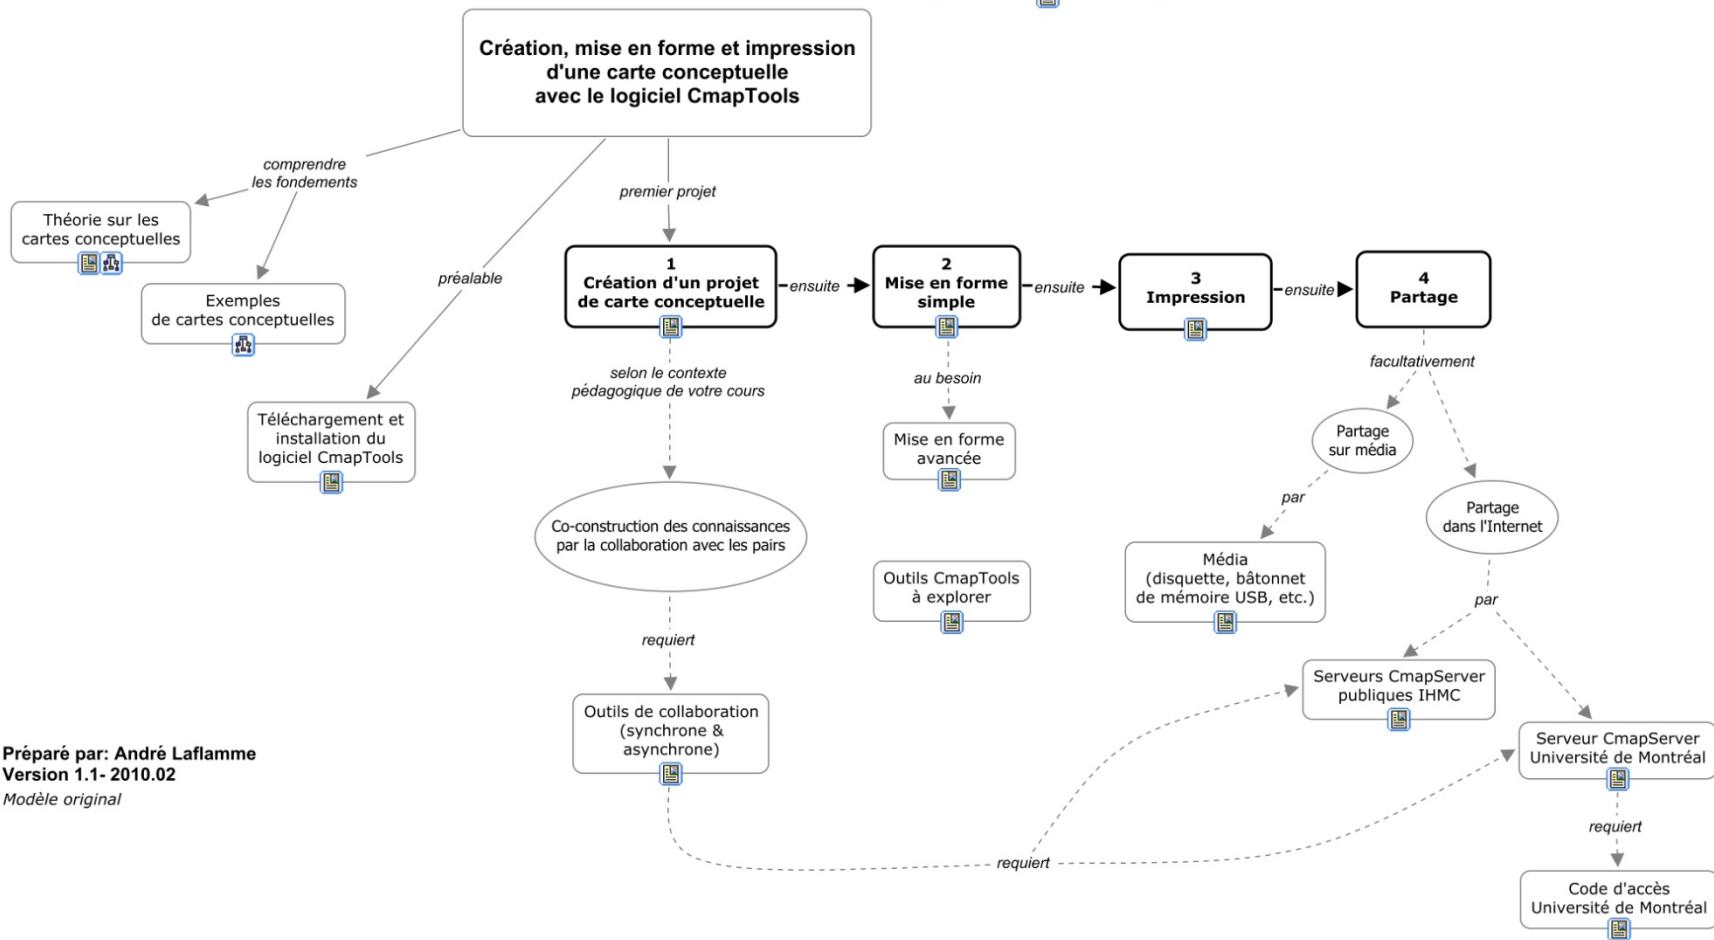 Création, mise en forme et impression
d'une carte conceptuelle
avec le logiciel CmapTools
comprendre
les fondements
premier projet
préalable
Théorie sur les
cartes conceptuelles
Exemples
de cartes conceptuelles
Téléchargement et
installation du
logiciel CmapTools
1
Création d'un projet
de carte conceptuelle
ensuite
2
Mise en forme
simple
ensuite
3
Impression
ensuite
4
Partage
selon le contexte
pédagogique de votre cours
au besoin
facultativement
Mise en forme
avancée
Partage
sur média
Partage
dans l'Internet
Co-construction des connaissances
par la collaboration avec les pairs
par
Média
(disquette, bâtonnet
de mémoire USB, etc.)
Outils CmapTools
à explorer
par
requiert
Serveurs CmapServer
publiques IHMC
Outils de collaboration
(synchrone &
asynchrone)
Serveur CmapServer
Université de Montréal
requiert
requiert
Code d'accès
Université de Montréal
Préparé par: André Laflamme
Version 1.1- 2010.02
Modèle original